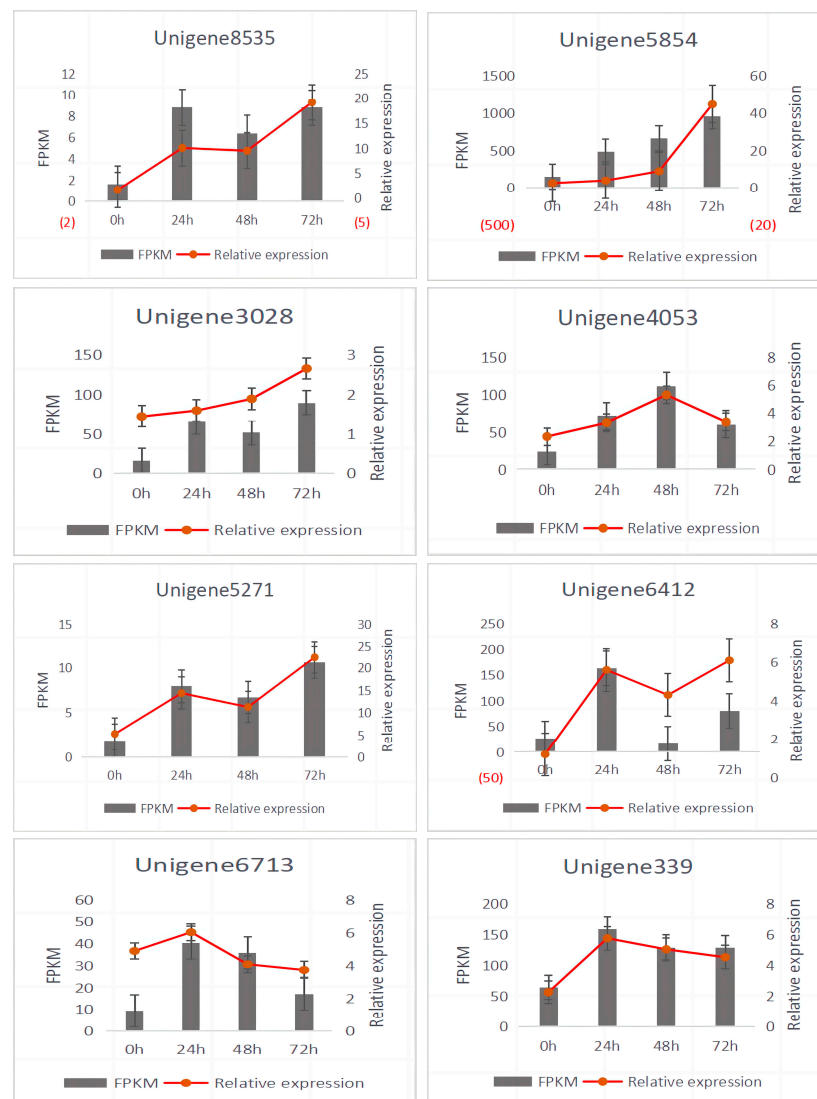 Unigene8535
12 25
10 20
8 15
6 10
4 5
2 0
0
(2) 0h 24h 48h 72h (5)
FPKM
Relative expression
FPKM Relative expression
Unigene5854
1500 60
1000 40
500 20
0 0
0h 24h 48h 72h
(500) (20)
FPKM
Relative expression
FPKM Relative expression
Unigene3028
150 3
100 2
50 1
0 0
0h 24h 48h 72h
FPKM
Relative expression
FPKM Relative expression
Unigene4053
150 8
100 6
50 4
0 2
0
0h 24h 48h 72h
FPKM
Relative expression
FPKM Relative expression
Unigene5271
15 30
10 25
5 20
0 15
10
5
0
0h 24h 48h 72h
FPKM
Relative expression
FPKM Relative expression
Unigene6412
250 8
200 6
150 4
100 2
50 0
0
(50) 0h 24h 48h 72h
FPKM
Relative expression
FPKM Relative expression
Unigene6713
60 8
50 6
40 4
30 2
20 0
10
0
0h 24h 48h 72h
FPKM
Relative expression
FPKM Relative expression
Unigene339
200 8
150 6
100 4
50 2
0 0
0h 24h 48h 72h
FPKM
Relative expression
FPKM Relative expression